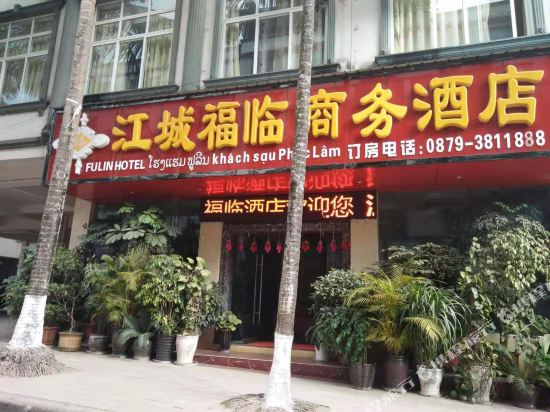 江城福临商务酒店
FULIN HOTEL ໂຮງແຮມ ຟູລິນ khách sạu Phúc Lâm 订房电话:0879-3811888
福临酒店欢迎您